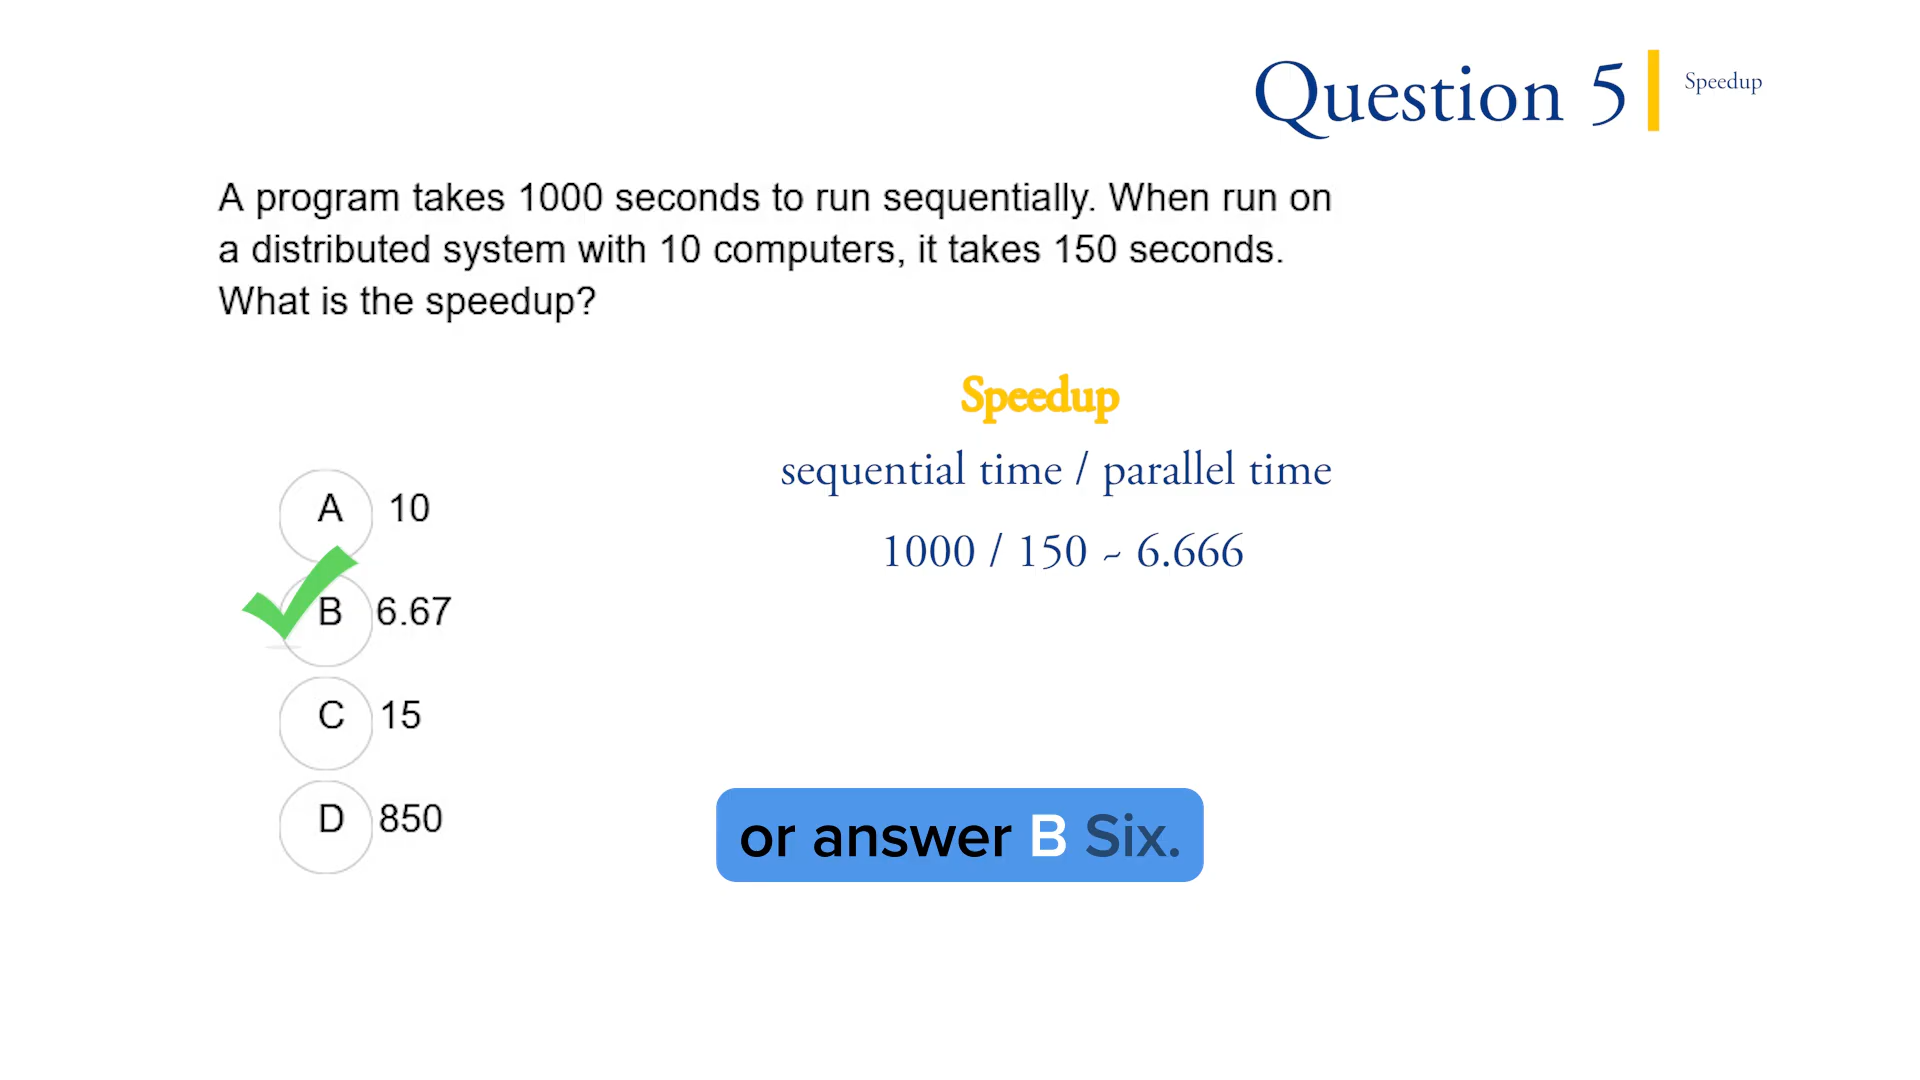 Question 5
Speedup
A program takes 1000 seconds to run sequentially. When run on
a distributed system with 10 computers, it takes 150 seconds.
What is the speedup?
Speedup
sequential time / parallel time
1000 / 150 ~ 6.666
A 10
B 6.67
C 15
D 850
or answer B Six.